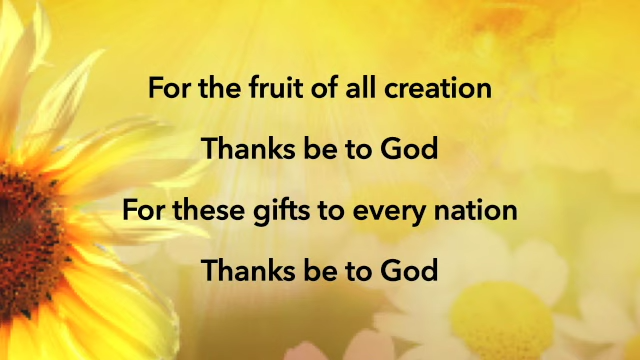 For the fruit of all creation
Thanks be to God
For these gifts to every nation
Thanks be to God